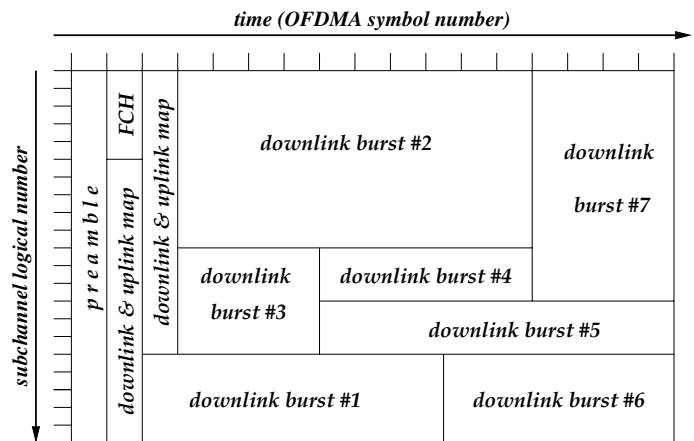 time (OFDMA symbol number)
subchannel logical number
preamble
FCH
downlink & uplink map
downlink & uplink map
downlink burst #2
downlink
burst #7
downlink
burst #3
downlink burst #4
downlink burst #5
downlink burst #1
downlink burst #6